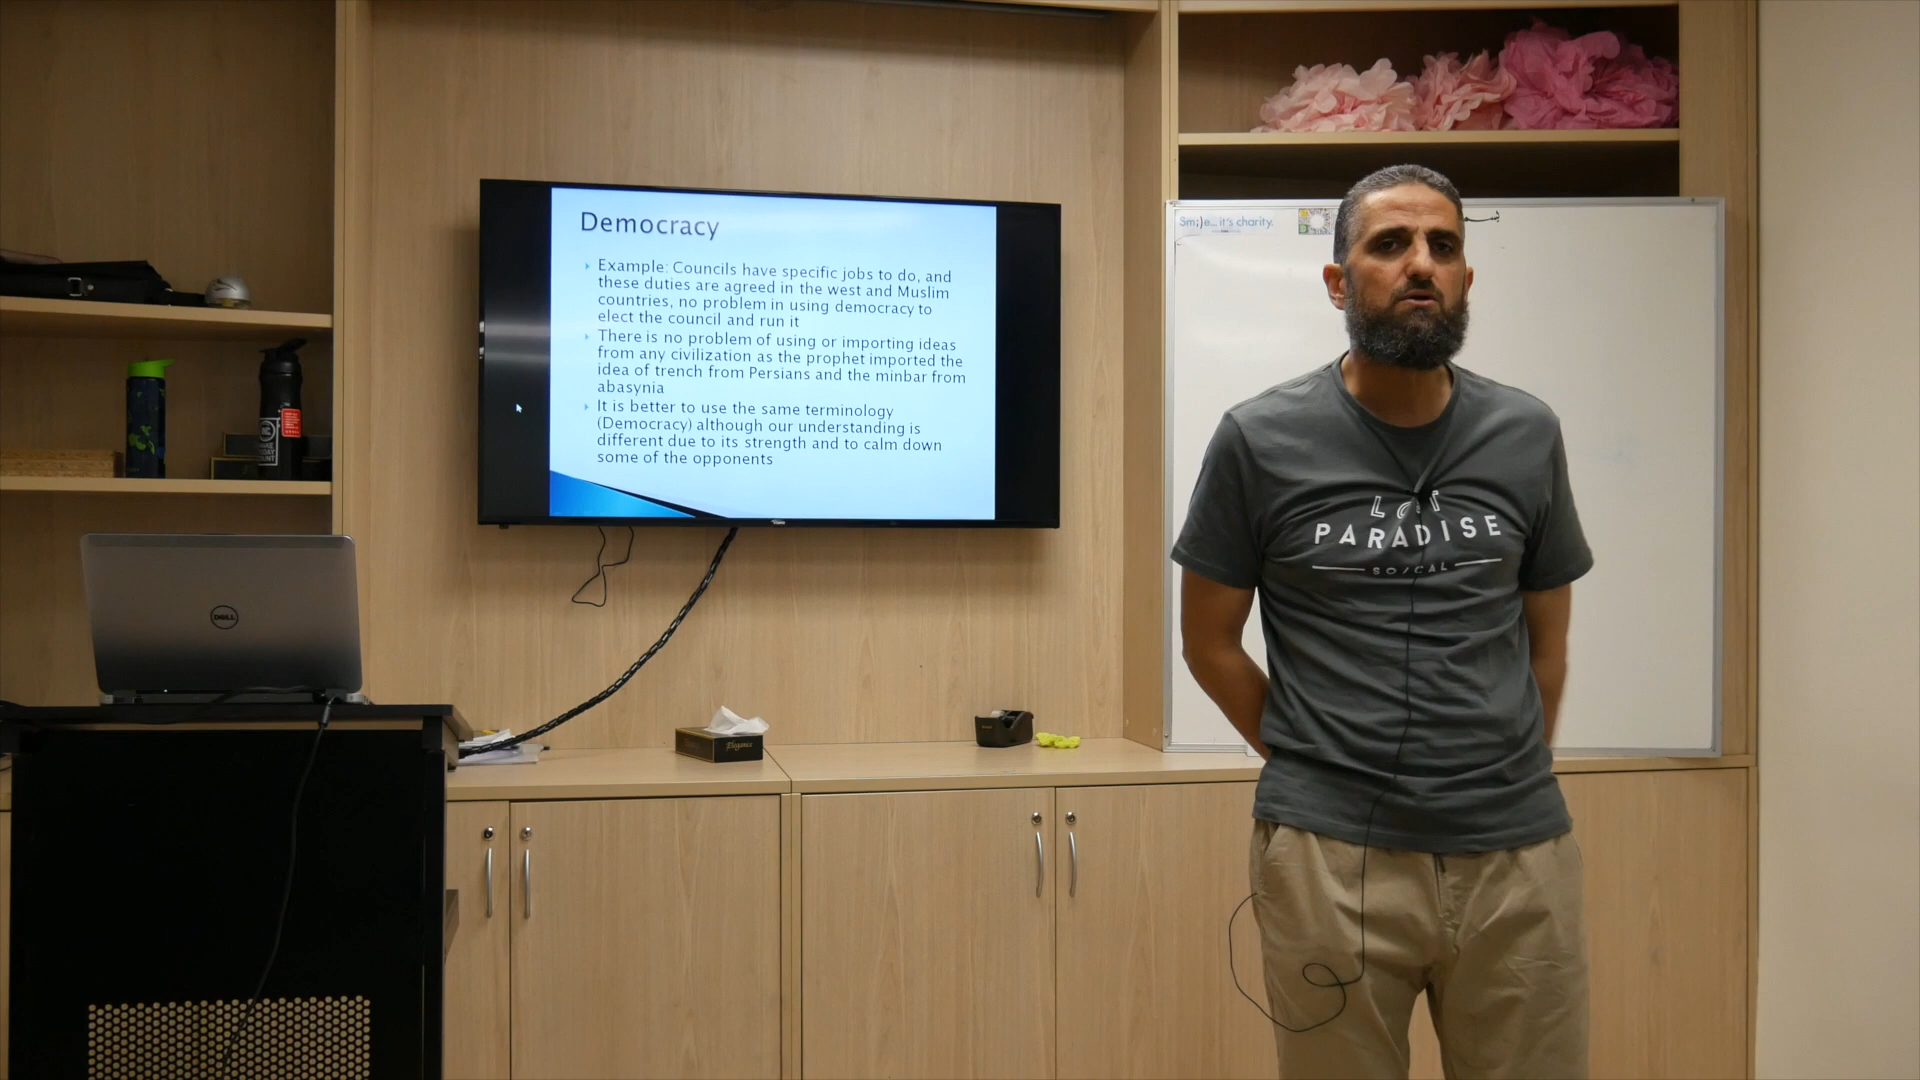 Democracy
Example: Councils have specific jobs to do, and
these duties are agreed in the west and Muslim
countries, no problem in using democracy to
elect the council and run it
There is no problem of using or importing ideas
from any civilization as the prophet imported the
idea of trench from Persians and the minbar from
abasynia
It is better to use the same terminology
(Democracy) although our understanding is
different due to its strength and to calm down
some of the opponents
Sm;)e... it's charity.
PARADISE
SO/CAL
DELL
Elegance